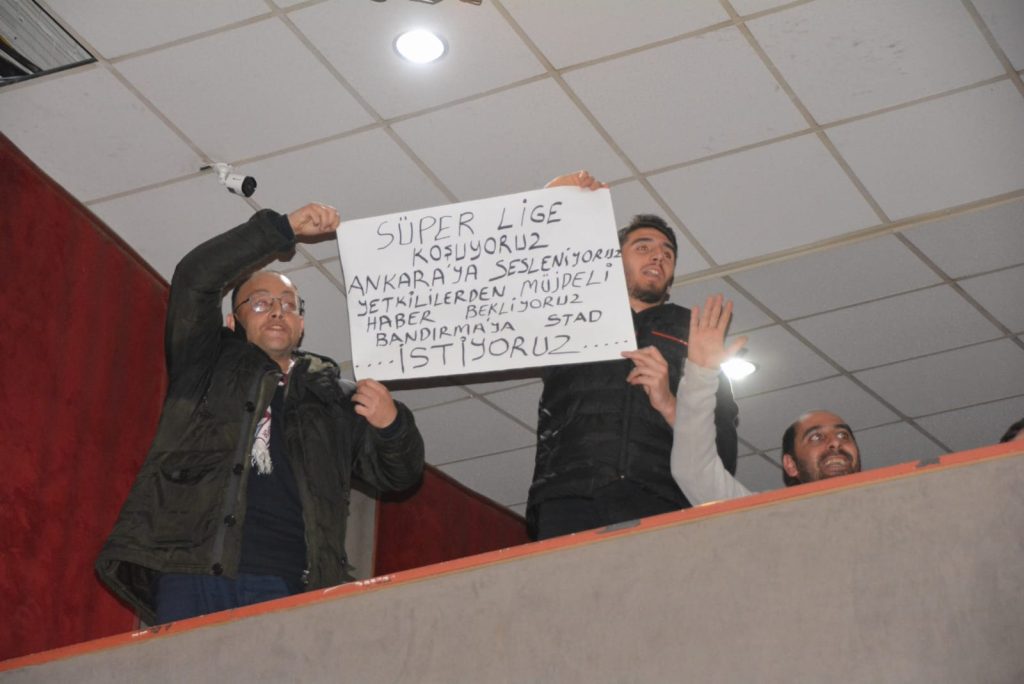 SÜPER LİGE
KOŞUYORUZ
ANKARA'YA SESLENİYORUZ
YETKİLİLERDEN MÜJDELİ
HABER BEKLİYORUZ
BANDIRMA'YA STAD
....İSTİYORUZ.....